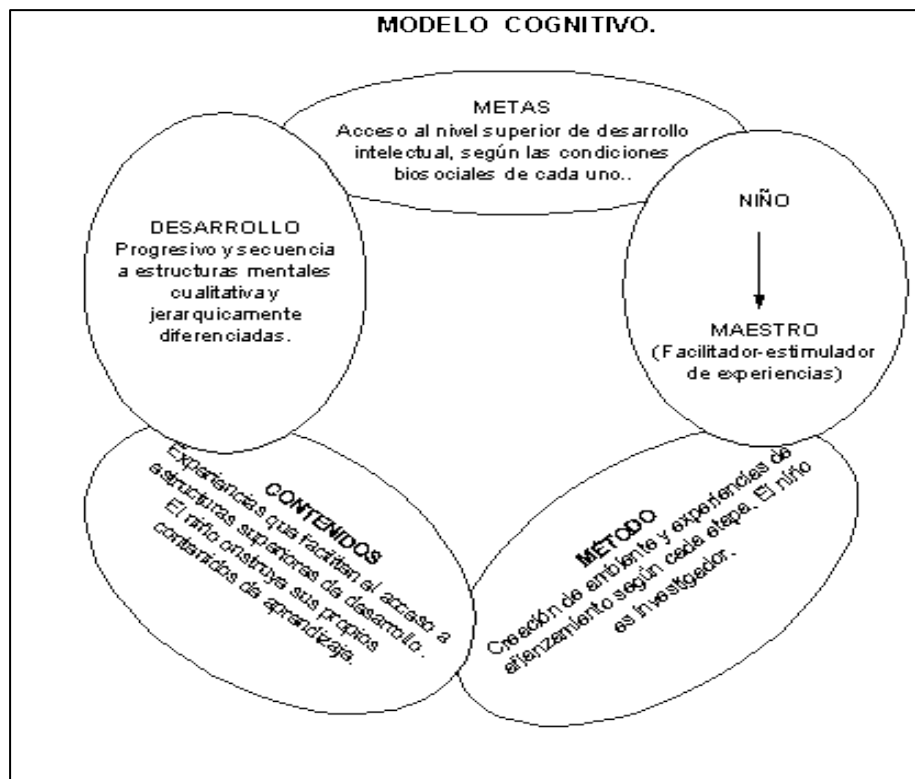 MODELO COGNITIVO.
METAS
Acceso al nivel superior de desarrollo
intelectual, según las condiciones
biosociales de cada uno..
NIÑO
MAESTRO
(Facilitador-estimulador
de experiencias)
DESARROLLO
Progresivo y secuencia
a estructuras mentales
cualitativa y
jerarquicamente
diferenciadas.
CONTENIDOS
Experiencias que facilitan el acceso a
estructuras superiores de desarrollo.
El niño onstruye sus propios
contenidos de aprendizaje.
MÉTODO
Creación de ambiente y experiencias de
afianzamiento según cada etapa. El niño
es investigador.